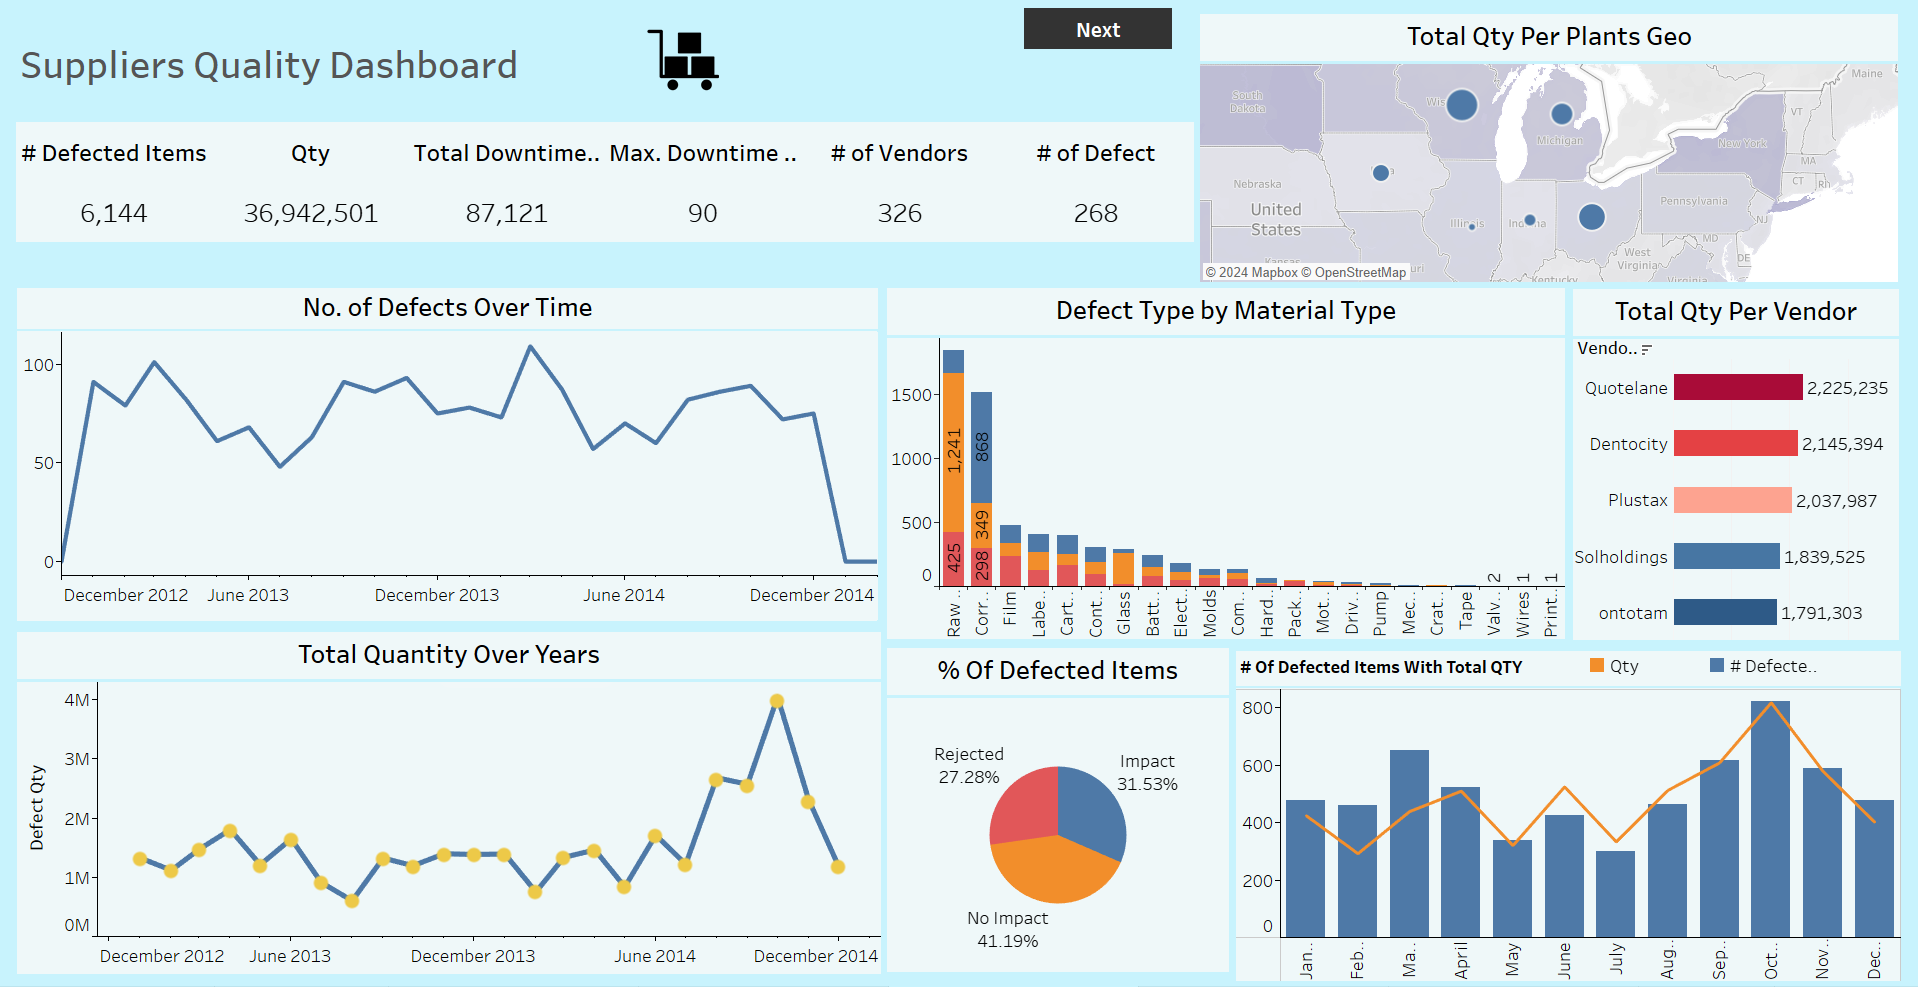 Suppliers Quality Dashboard
Next
# Defected Items
Qty
Total Downtime..
Max. Downtime ..
# of Vendors
# of Defect
6,144
36,942,501
87,121
90
326
268
Total Qty Per Plants Geo
South
Dakota
Nebraska
United
States
Michigan
New York
Maine
VT
MA
CT
RI
Pennsylvania
NJ
MD
DE
West
Virginia
Virginia
Kentucky
Kansas
© 2024 Mapbox © OpenStreetMap
No. of Defects Over Time
100
50
0
December 2012
June 2013
December 2013
June 2014
December 2014
Defect Type by Material Type
1500
1000
500
0
1,241
425
868
349
298
2
1
1
Raw ..
Corr..
Film
Labe..
Cart..
Cont..
Glass
Batt..
Elect..
Molds
Com..
Hard..
Pack..
Mot..
Driv..
Pump
Mec..
Crat..
Tape
Valv..
Wires
Print..
Total Qty Per Vendor
Vendo..
Quotelane 2,225,235
Dentocity 2,145,394
Plustax 2,037,987
Solholdings 1,839,525
ontotam 1,791,303
Total Quantity Over Years
Defect Qty
4M
3M
2M
1M
0M
December 2012
June 2013
December 2013
June 2014
December 2014
% Of Defected Items
Rejected
27.28%
Impact
31.53%
No Impact
41.19%
# Of Defected Items With Total QTY
Qty
# Defecte..
800
600
400
200
0
Jan..
Feb..
Ma..
April
May
June
July
Aug..
Sep..
Oct..
Nov..
Dec..